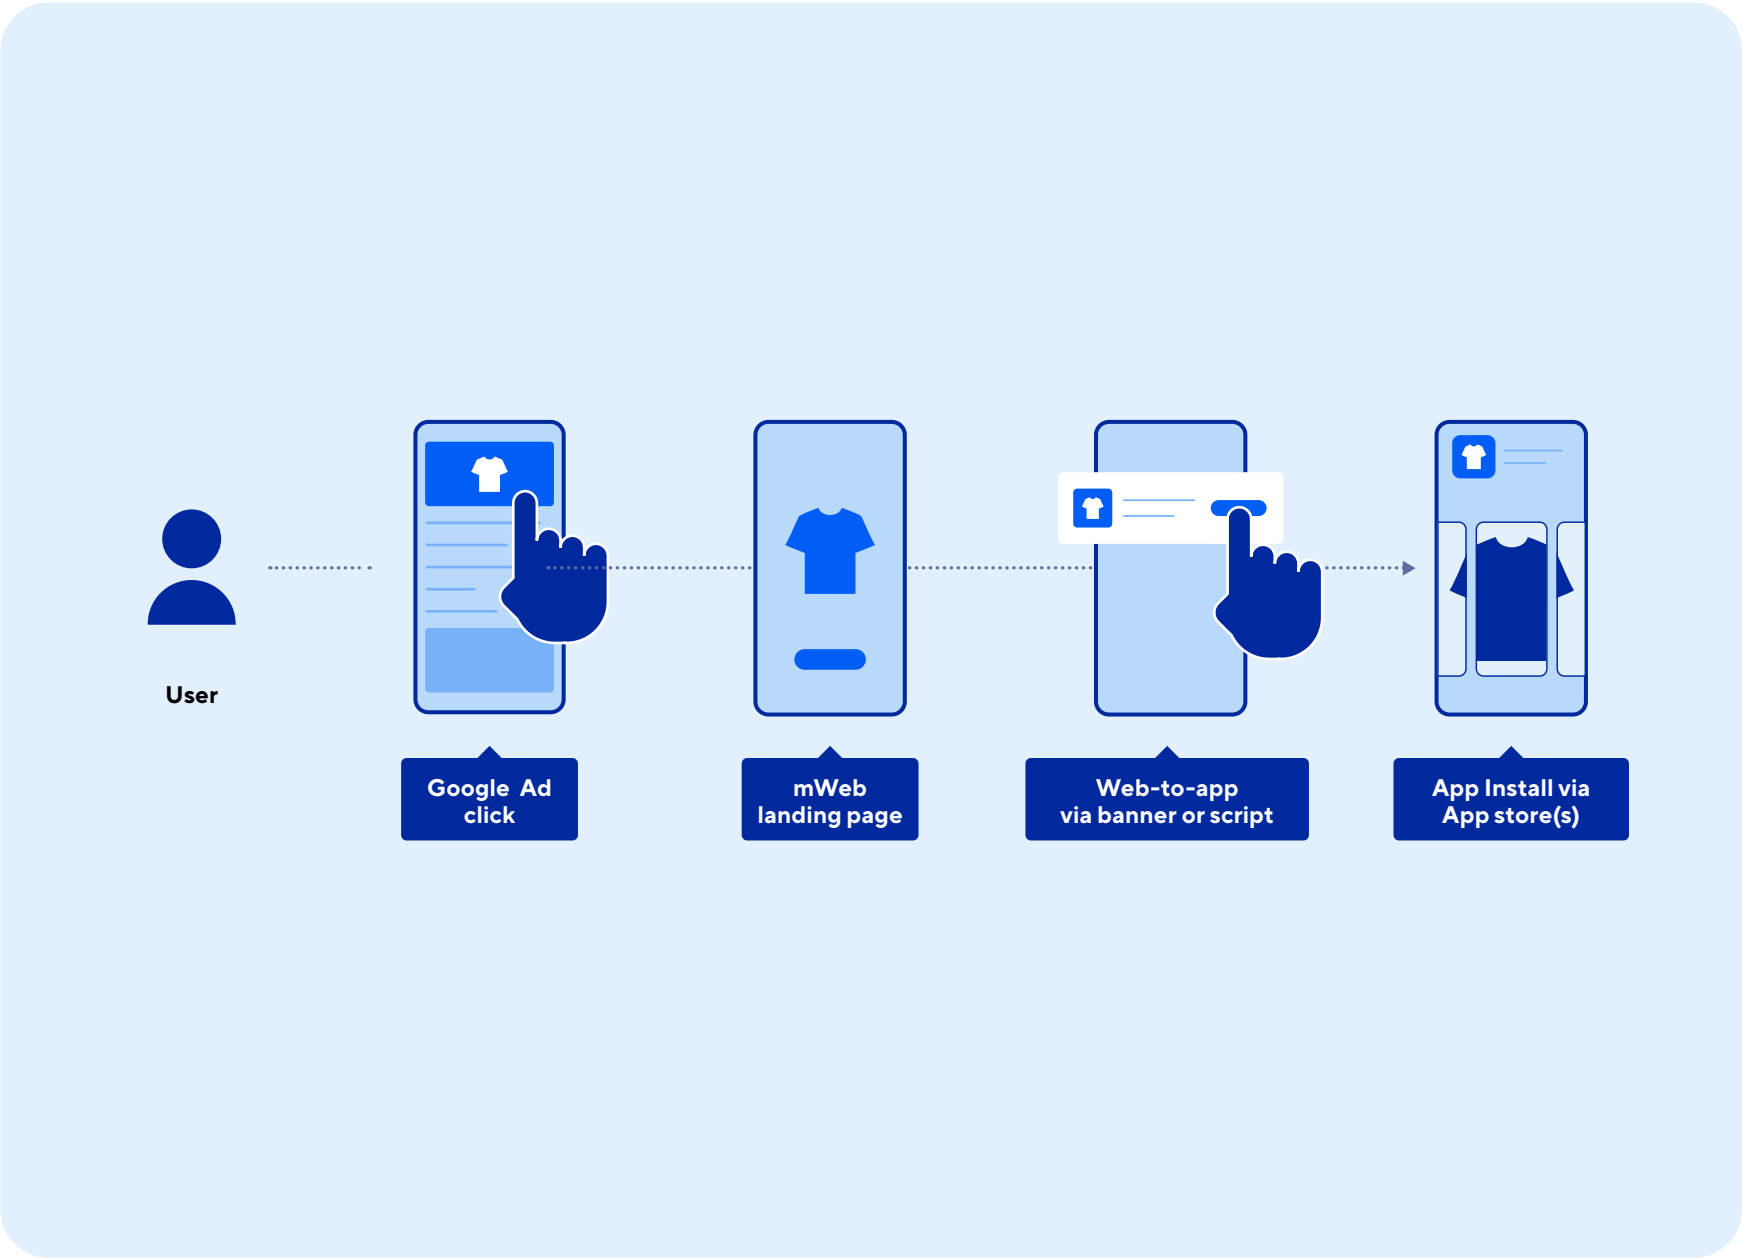 User
Google Ad
click
mWeb
landing page
Web-to-app
via banner or script
App Install via
App store(s)